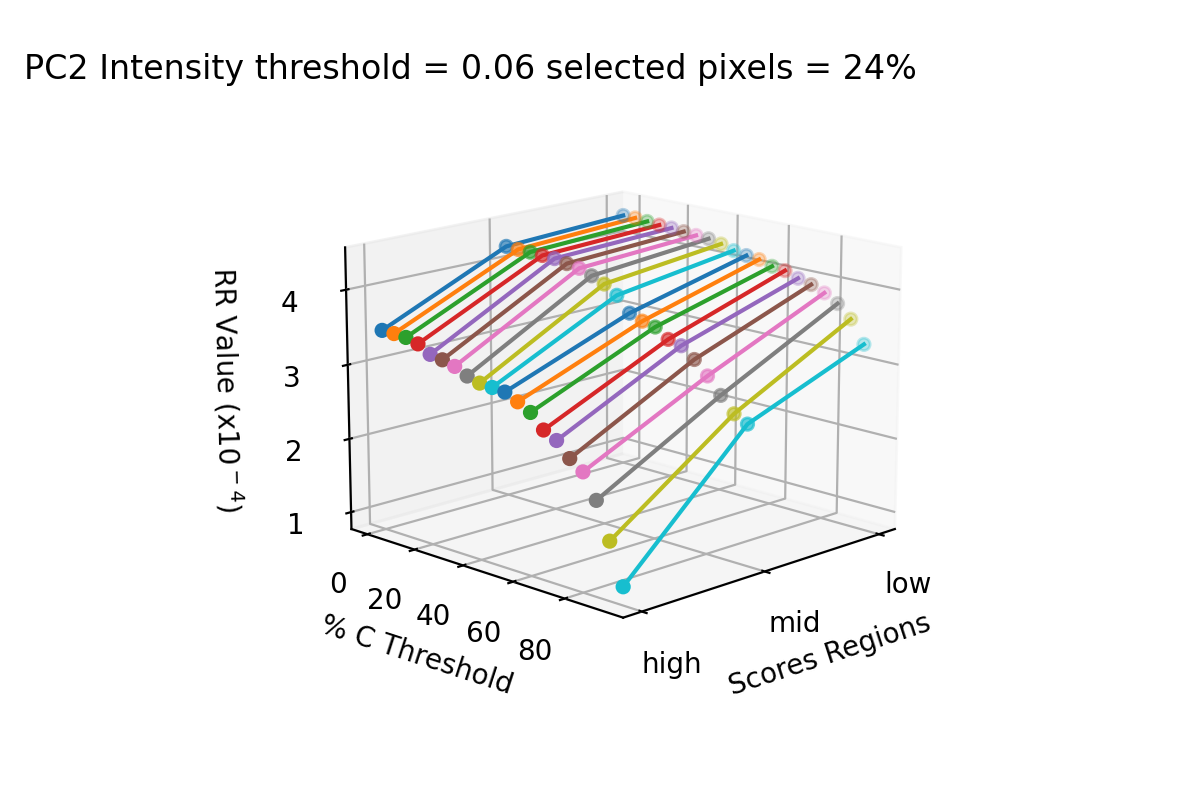 PC2 Intensity threshold = 0.06 selected pixels = 24%
RR Value (x10⁻⁴)
4
3
2
1
0
20
40
60
80
% C Threshold
high
mid
low
Scores Regions